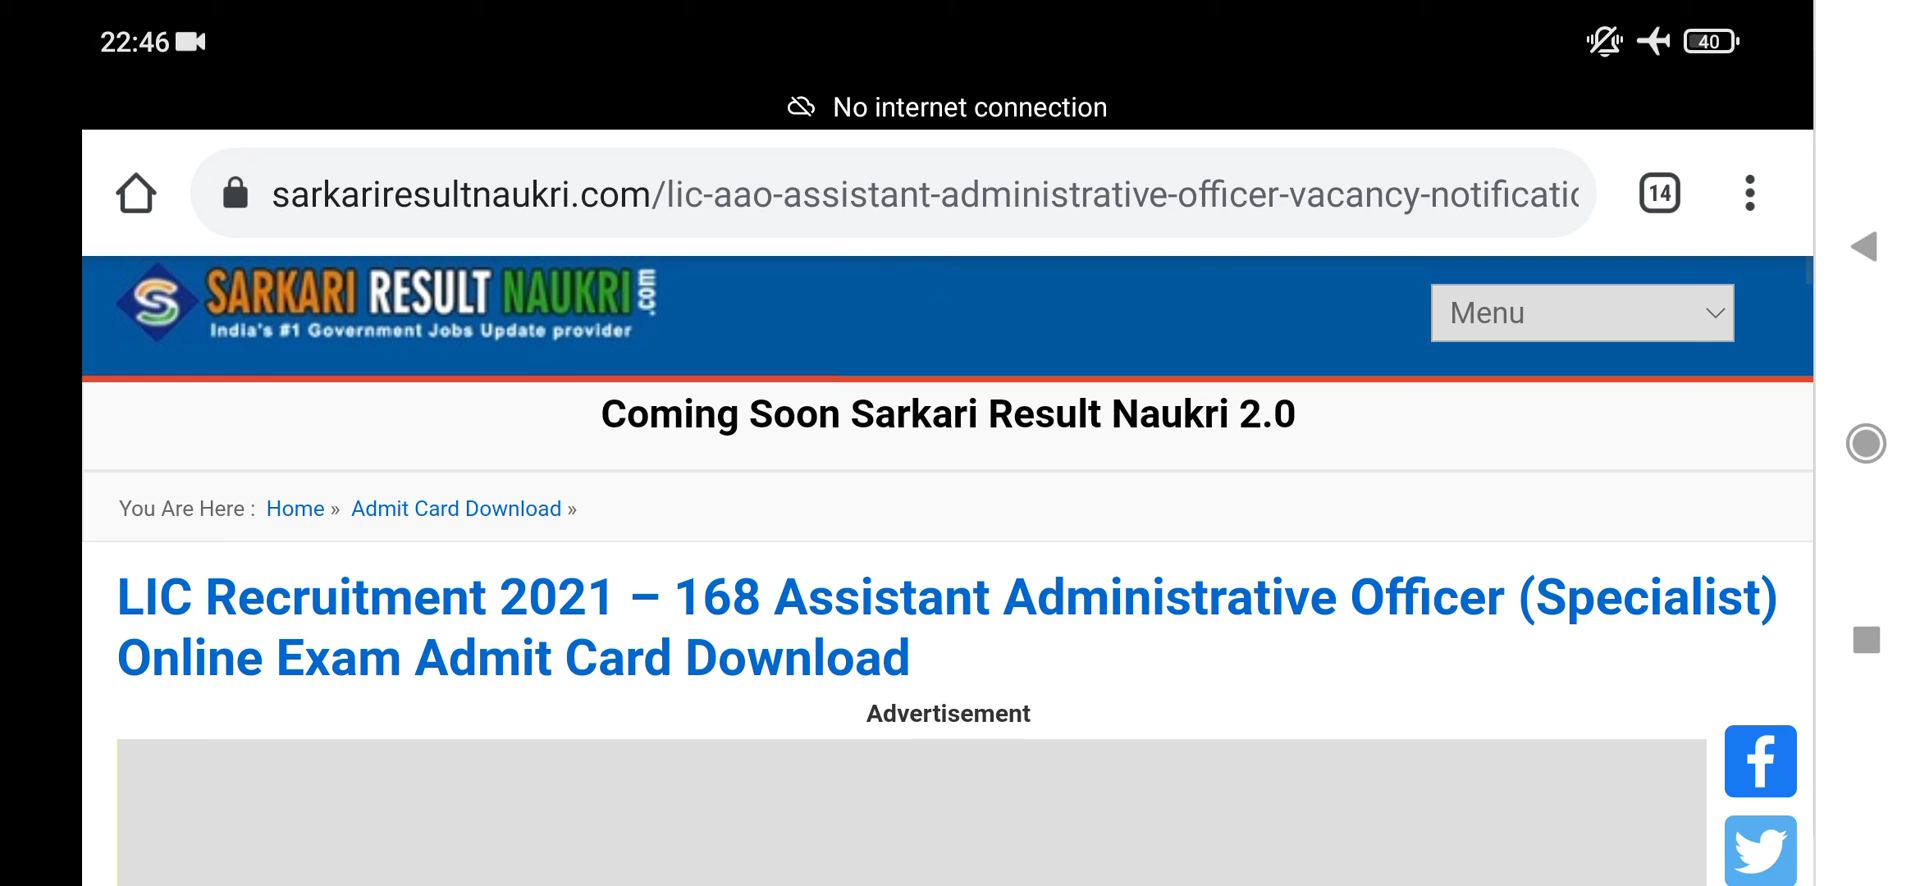 22:46
40
No internet connection
sarkariresultnaukri.com/lic-aao-assistant-administrative-officer-vacancy-notificatic
14
SARKARI RESULT NAUKRI.com
India's #1 Government Jobs Update provider
Menu
Coming Soon Sarkari Result Naukri 2.0
You Are Here : Home » Admit Card Download »
LIC Recruitment 2021 – 168 Assistant Administrative Officer (Specialist)
Online Exam Admit Card Download
Advertisement